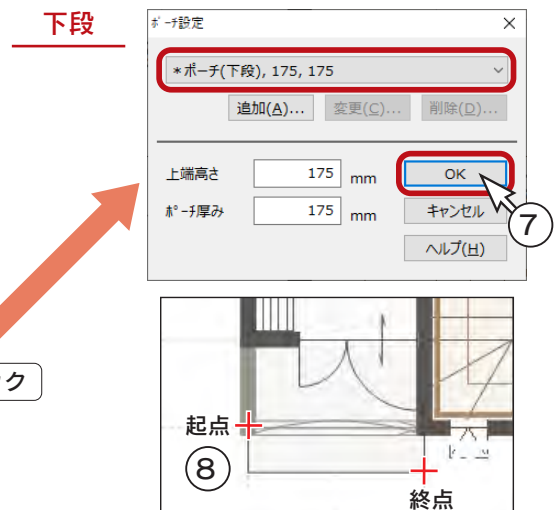 下段
ポーチ設定
＊ポーチ(下段), 175, 175
追加(A)... 変更(C)... 削除(D)...
上端高さ 175 mm OK
ポーチ厚み 175 mm キャンセル
⑦
ヘルプ(H)
ック
起点
⑧
終点